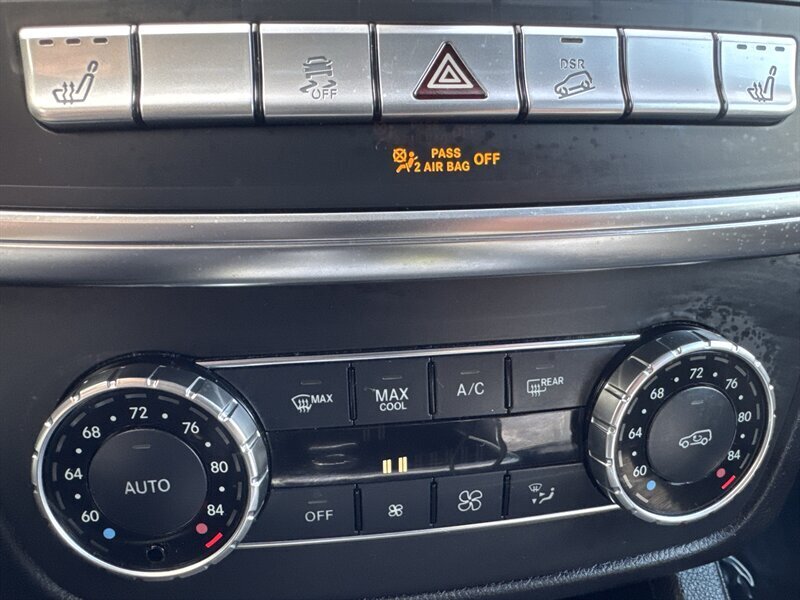 OFF
DSR
PASS
2 AIR BAG OFF
MAX
MAX
COOL
A/C
REAR
60 64 68 72 76 80 84
AUTO
60 64 68 72 76 80 84
OFF